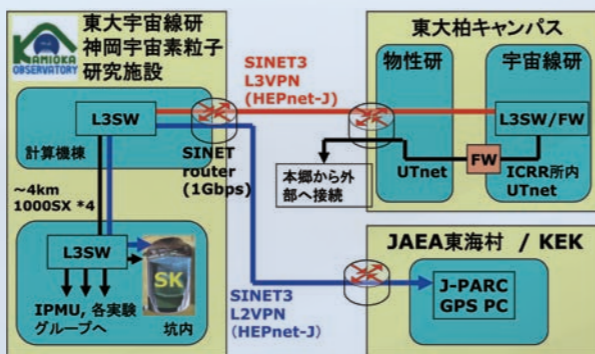 KAMIOKA
OBSERVATORY
東大宇宙線研
神岡宇宙素粒子
研究施設
L3SW
計算機棟
~4km
1000SX *4
L3SW
SK
IPMU, 各実験
グループへ
坑内
SINET3
L3VPN
(HEPnet-J)
SINET
router
(1Gbps)
本郷から外
部へ接続
SINET3
L2VPN
(HEPnet-J)
東大柏キャンパス
物性研
宇宙線研
L3SW/FW
FW
UTnet
ICRR所内
UTnet
JAEA東海村 / KEK
J-PARC
GPS PC